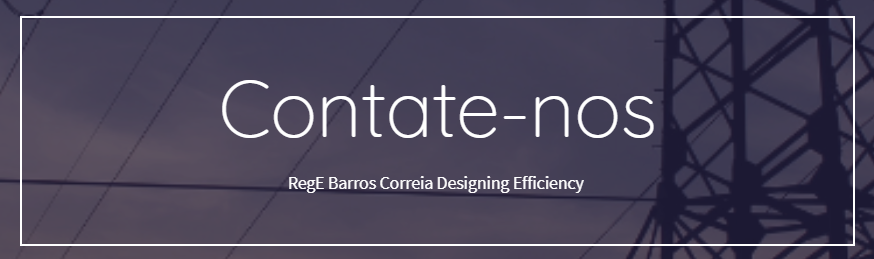 Contate-nos
RegE Barros Correia Designing Efficiency